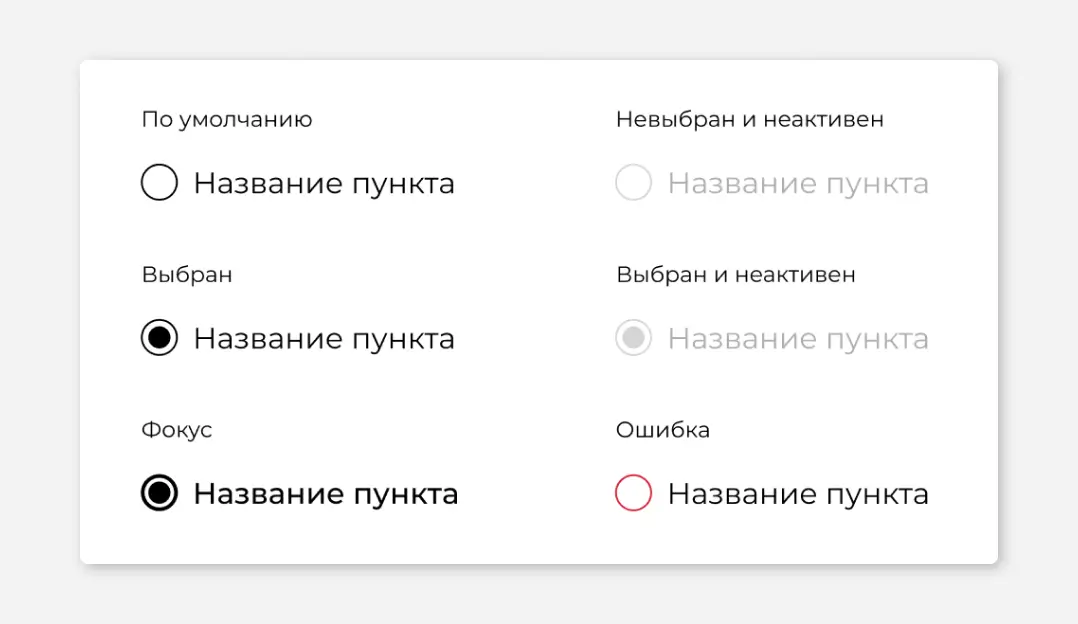 По умолчанию
Название пункта
Выбран
Название пункта
Фокус
Название пункта
Невыбран и неактивен
Название пункта
Выбран и неактивен
Название пункта
Ошибка
Название пункта